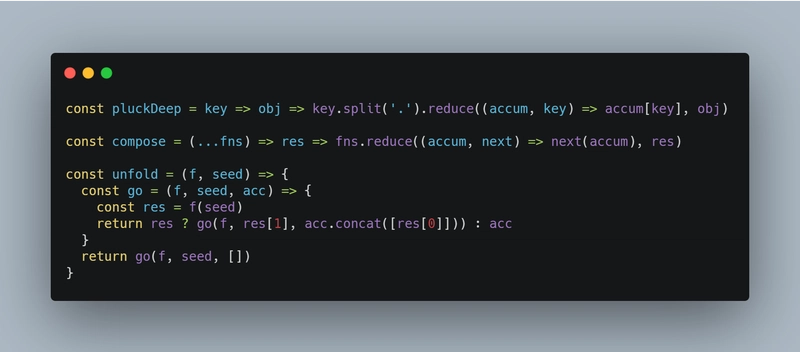 const pluckDeep = key => obj => key.split('.').reduce((accum, key) => accum[key], obj)
const compose = (...fns) => res => fns.reduce((accum, next) => next(accum), res)
const unfold = (f, seed) => {
  const go = (f, seed, acc) => {
    const res = f(seed)
    return res ? go(f, res[1], acc.concat([res[0]])) : acc
  }
  return go(f, seed, [])
}